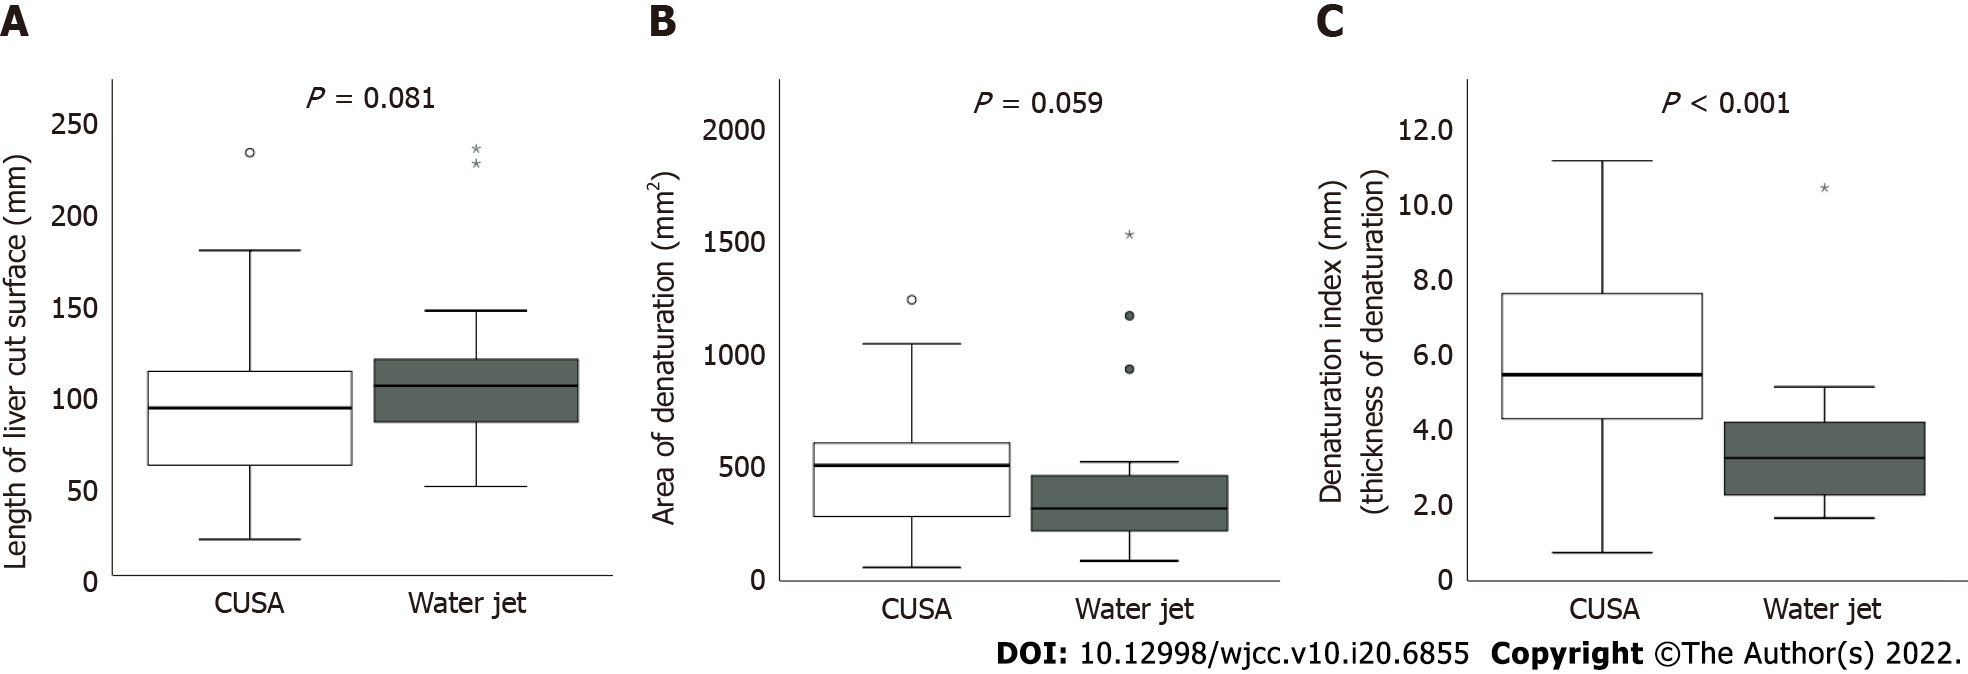 A
P = 0.081
Length of liver cut surface (mm)
250
200
150
100
50
0
CUSA
Water jet
B
P = 0.059
Area of denaturation (mm²)
2000
1500
1000
500
0
CUSA
Water jet
C
P < 0.001
Denaturation index (mm)
(thickness of denaturation)
12.0
10.0
8.0
6.0
4.0
2.0
0
CUSA
Water jet
DOI: 10.12998/wjcc.v10.i20.6855 Copyright ©The Author(s) 2022.